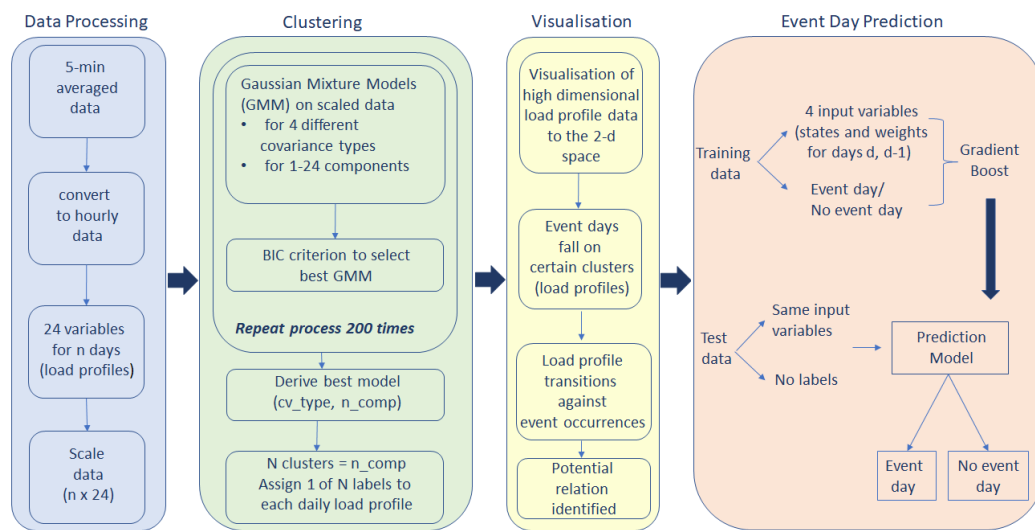 Data Processing
5-min
averaged
data
convert
to hourly
data
24 variables
for n days
(load profiles)
Scale
data
(n x 24)
Clustering
Gaussian Mixture Models
(GMM) on scaled data
• for 4 different
covariance types
• for 1-24 components
BIC criterion to select
best GMM
Repeat process 200 times
Derive best model
(cv_type, n_comp)
N clusters = n_comp
Assign 1 of N labels to
each daily load profile
Visualisation
Visualisation of
high dimensional
load profile data
to the 2-d
space
Event days
fall on
certain clusters
(load profiles)
Load profile
transitions
against
event occurrences
Potential
relation
identified
Event Day Prediction
Training
data
4 input variables
(states and weights
for days d, d-1)
Event day/
No event day
Gradient
Boost
Test
data
Same input
variables
No labels
Prediction
Model
Event
day
No event
day